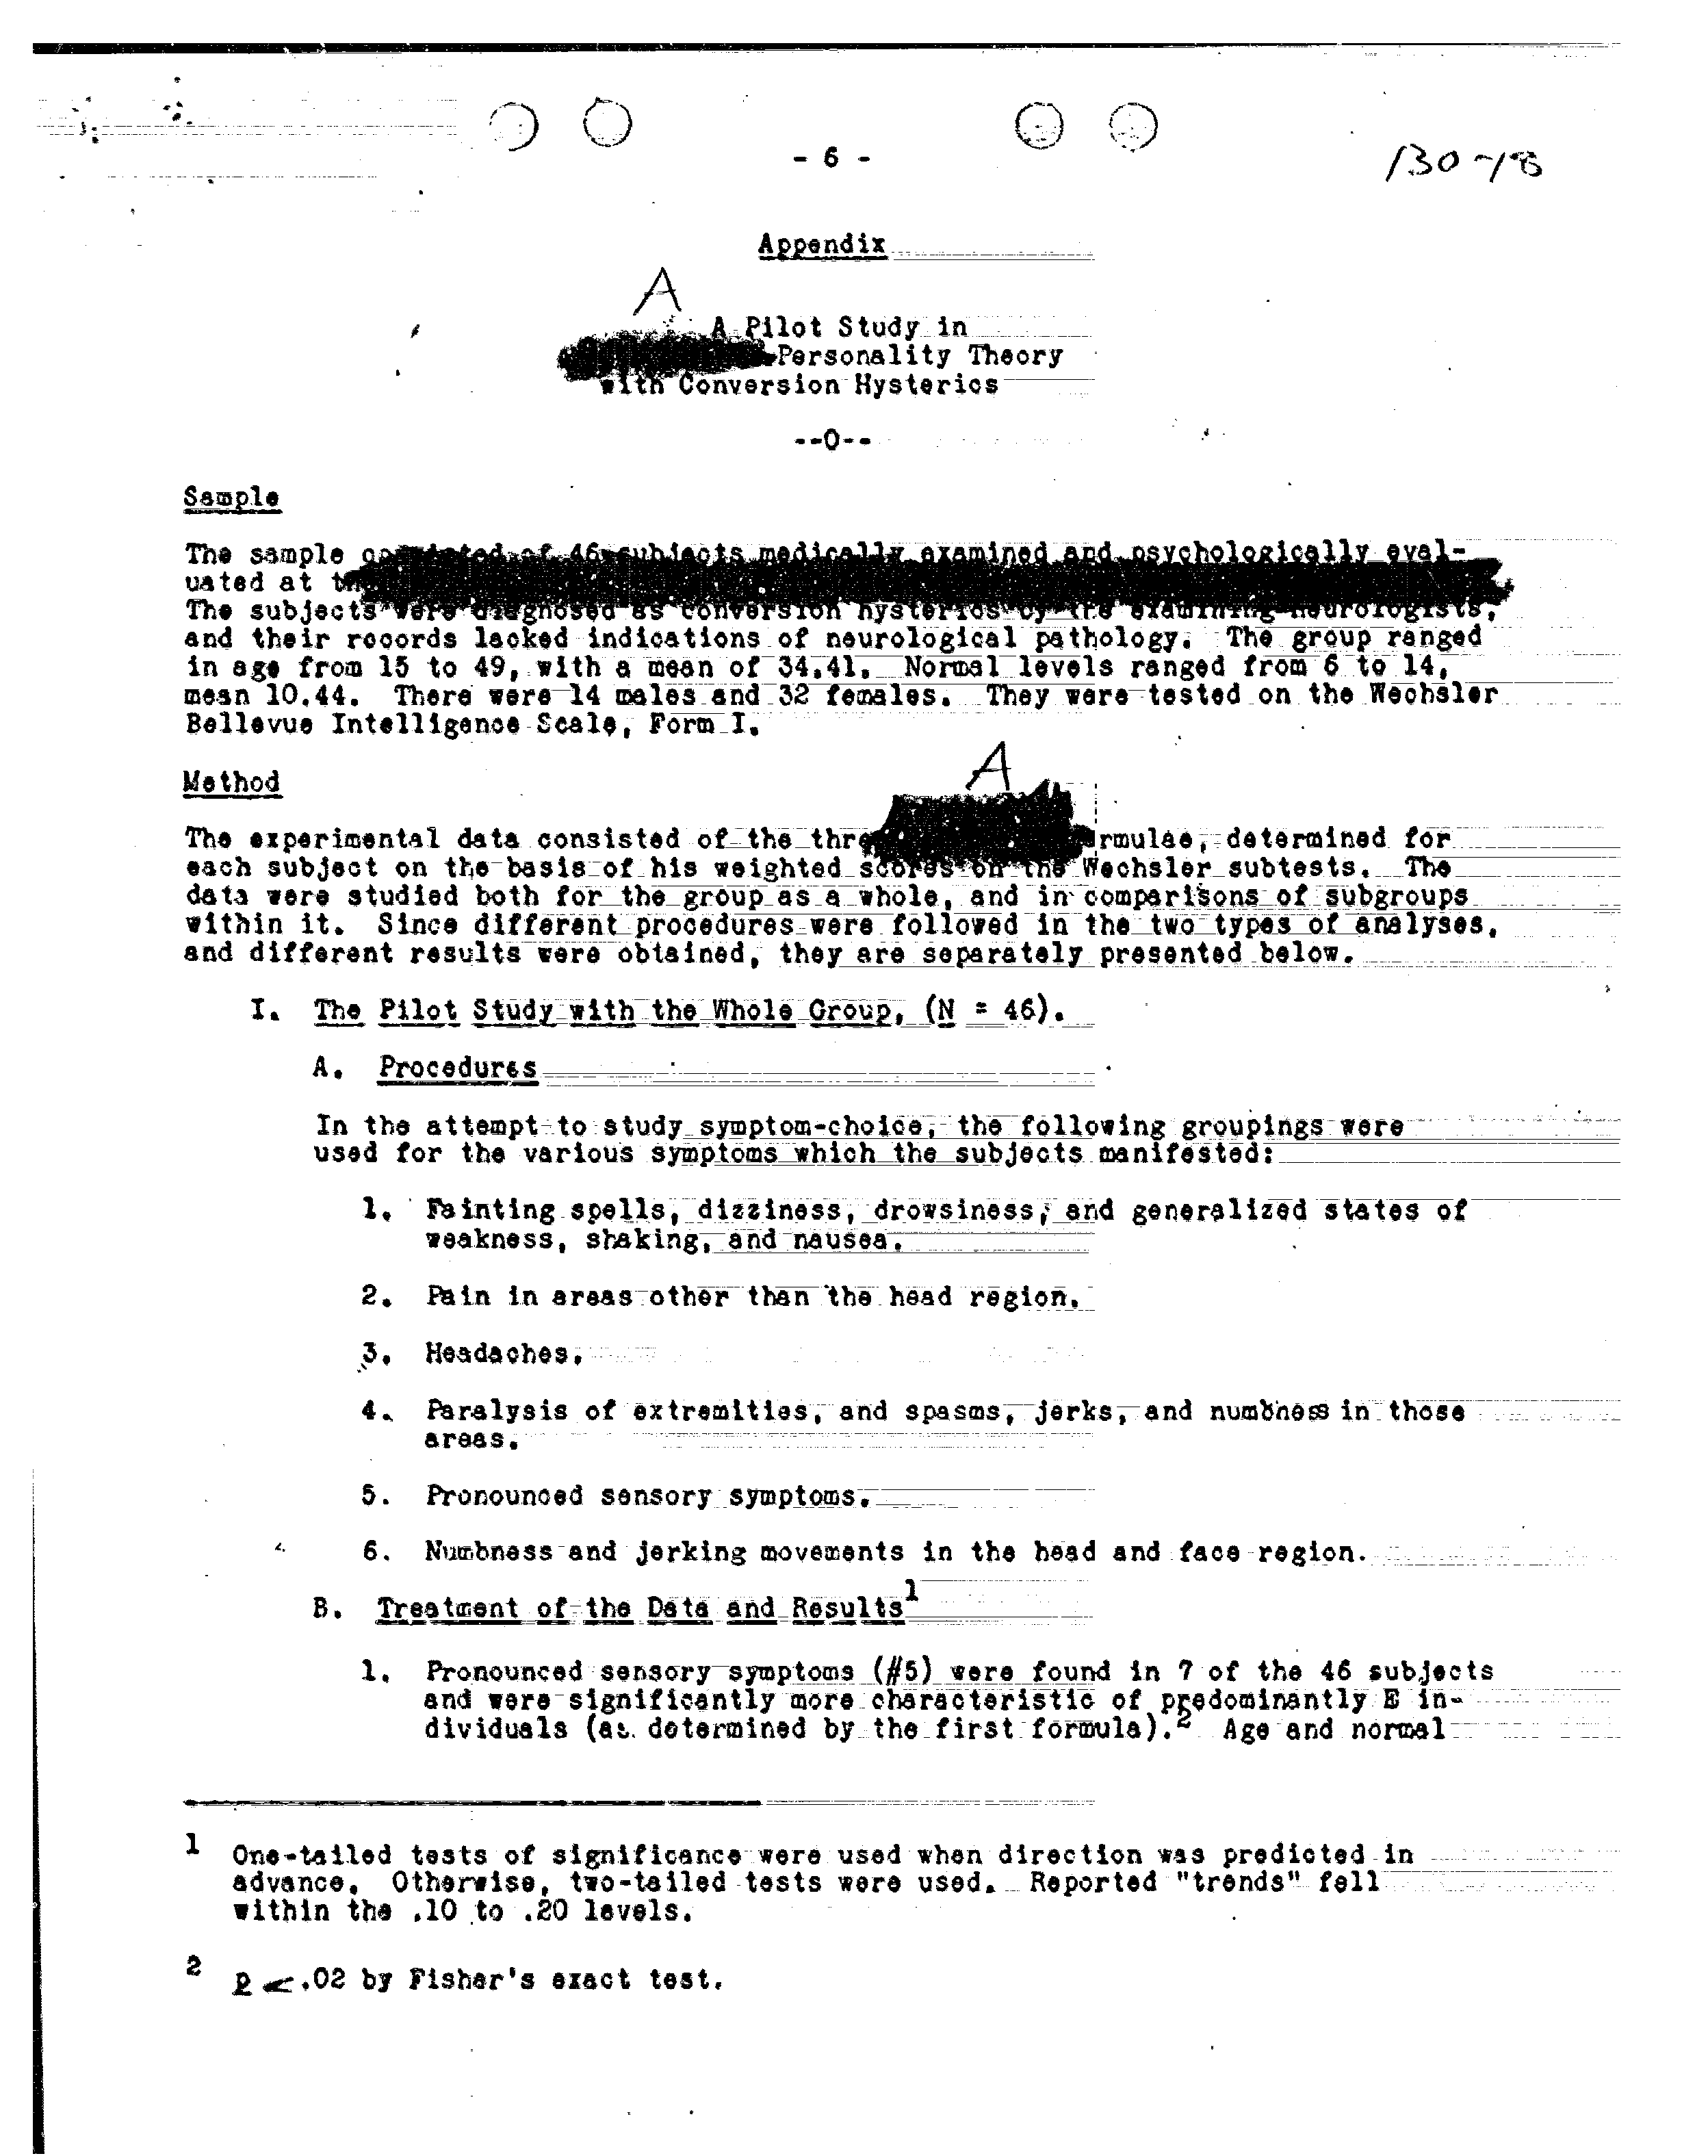 - 6 -
130-18
Appendix
A
A Pilot Study in
Personality Theory
with Conversion Hysterics
--0--
Sample
The sample consisted of 46 subjects medically examined and psychologically eval-
uated at
The subjects were diagnosed as conversion hysterics by the examining neurologists,
and their records lacked indications of neurological pathology. The group ranged
in age from 15 to 49, with a mean of 34.41. Normal levels ranged from 6 to 14,
mean 10.44. There were 14 males and 32 females. They were tested on the Wechsler
Bellevue Intelligence Scale, Form I.
A
Method
The experimental data consisted of the rmulae, determined for
each subject on the basis of his weighted scores on the Wechsler subtests. The
data were studied both for the group as a whole, and in comparisons of subgroups
within it. Since different procedures were followed in the two types of analyses,
and different results were obtained, they are separately presented below.
I. The Pilot Study with the Whole Group, (N = 46).
A. Procedures
In the attempt to study symptom-choice, the following groupings were
used for the various symptoms which the subjects manifested:
1. Fainting spells, dizziness, drowsiness, and generalized states of
weakness, shaking, and nausea.
2. Pain in areas other than the head region.
3. Headaches.
4. Paralysis of extremities, and spasms, jerks, and numbness in those
areas.
5. Pronounced sensory symptoms.
6. Numbness and jerking movements in the head and face region.
B. Treatment of the Data and Results1
1. Pronounced sensory symptoms (#5) were found in 7 of the 46 subjects
and were significantly more characteristic of predominantly E in-
dividuals (as determined by the first formula).2 Age and normal
1 One-tailed tests of significance were used when direction was predicted in
advance. Otherwise, two-tailed tests were used. Reported "trends" fell
within the .10 to .20 levels.
2 p < .02 by Fisher's exact test.